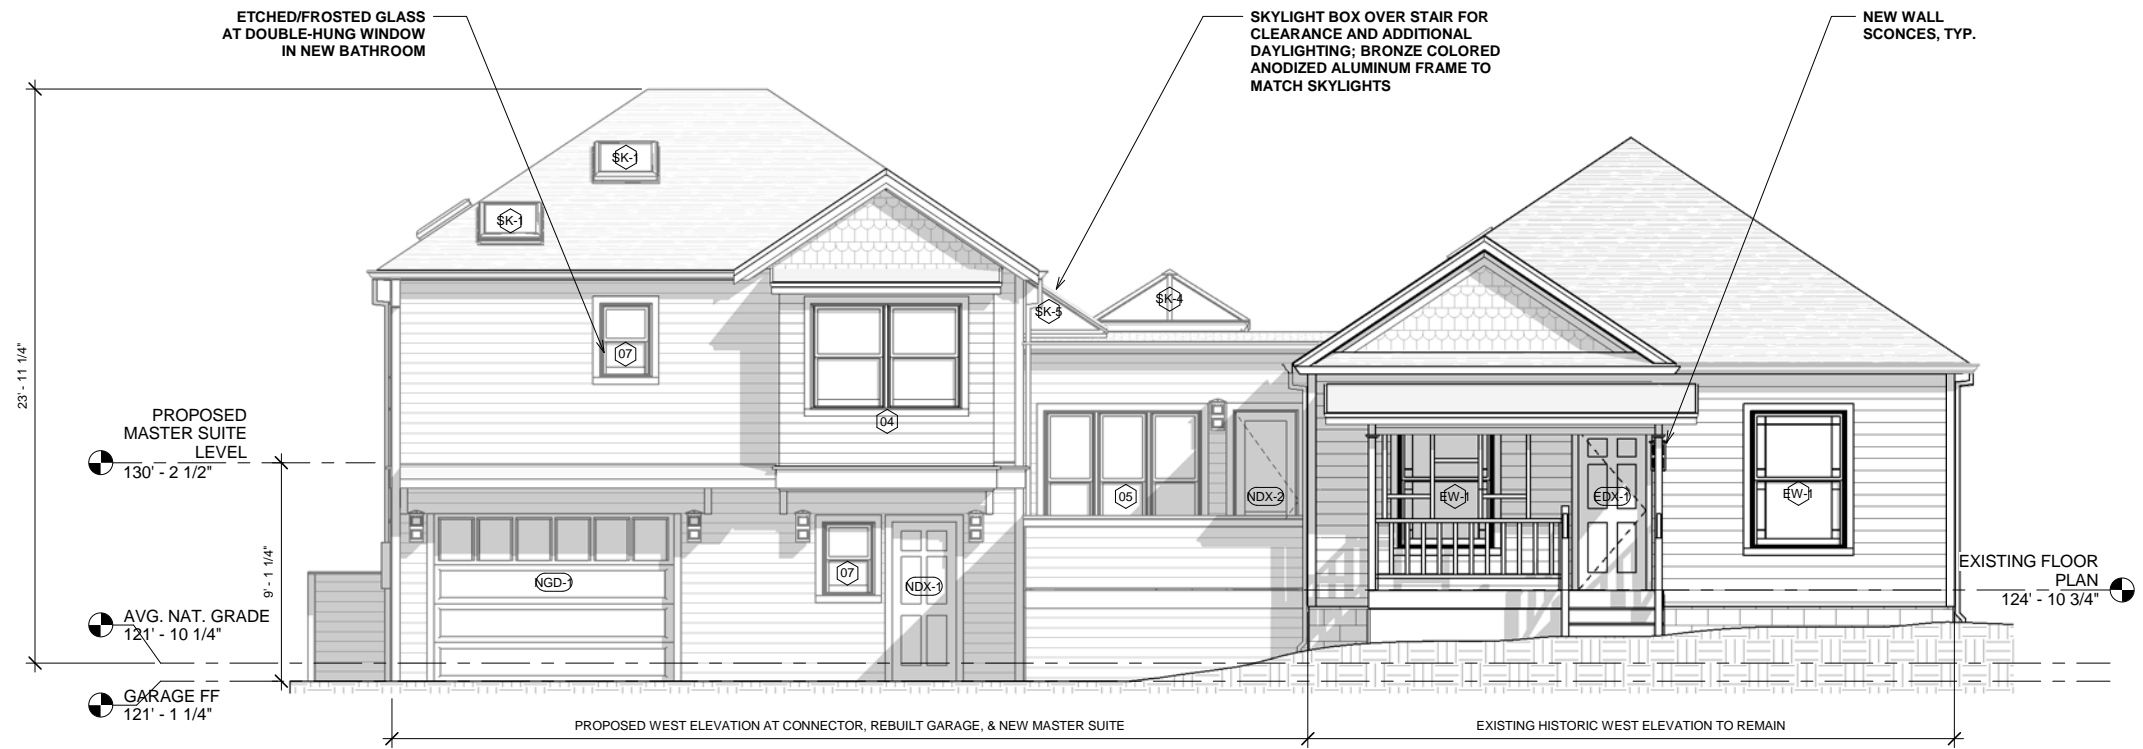 ETCHED/FROSTED GLASS
AT DOUBLE-HUNG WINDOW
IN NEW BATHROOM
SKYLIGHT BOX OVER STAIR FOR
CLEARANCE AND ADDITIONAL
DAYLIGHTING; BRONZE COLORED
ANODIZED ALUMINUM FRAME TO
MATCH SKYLIGHTS
NEW WALL
SCONCES, TYP.
SK-1
SK-1
SK-4
SK-5
23' - 11 1/4"
07
04
PROPOSED
MASTER SUITE
LEVEL
130' - 2 1/2"
05
NDX-2
EW-1
EDX-1
EW-1
9' - 1 1/4"
NGD-1
07
NDX-1
EXISTING FLOOR
PLAN
124' - 10 3/4"
AVG. NAT. GRADE
121' - 10 1/4"
GARAGE FF
121' - 1 1/4"
PROPOSED WEST ELEVATION AT CONNECTOR, REBUILT GARAGE, & NEW MASTER SUITE
EXISTING HISTORIC WEST ELEVATION TO REMAIN